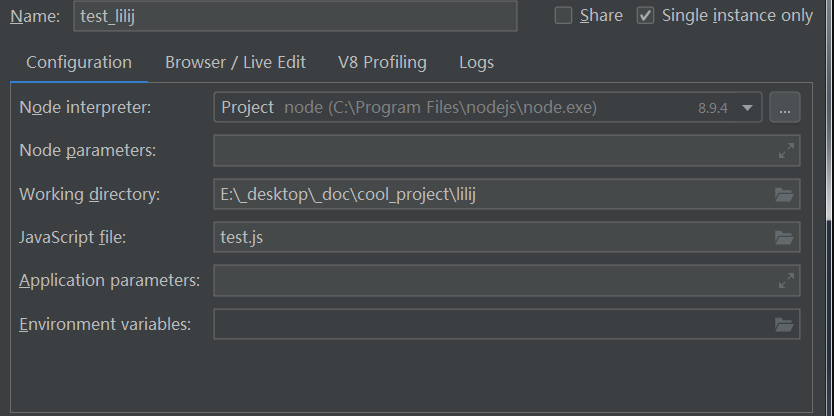 Name: test_lilij Share Single instance only
Configuration Browser / Live Edit V8 Profiling Logs
Node interpreter: Project node (C:\Program Files\nodejs\node.exe) 8.9.4 ...
Node parameters:
Working directory: E:\_desktop\_doc\cool_project\lilij
JavaScript file: test.js
Application parameters:
Environment variables: